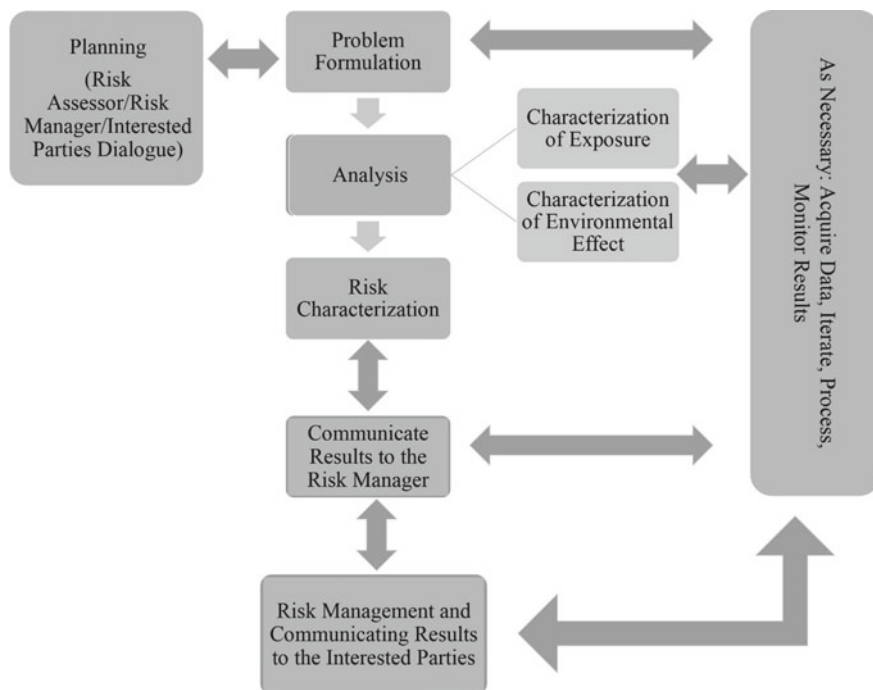 Planning
(Risk
Assessor/Risk
Manager/Interested
Parties Dialogue)
Problem
Formulation
Analysis
Characterization
of Exposure
Characterization
of Environmental
Effect
Risk
Characterization
Communicate
Results to the
Risk Manager
Risk Management and
Communicating Results
to the Interested Parties
As Necessary: Acquire Data, Iterate, Process,
Monitor Results